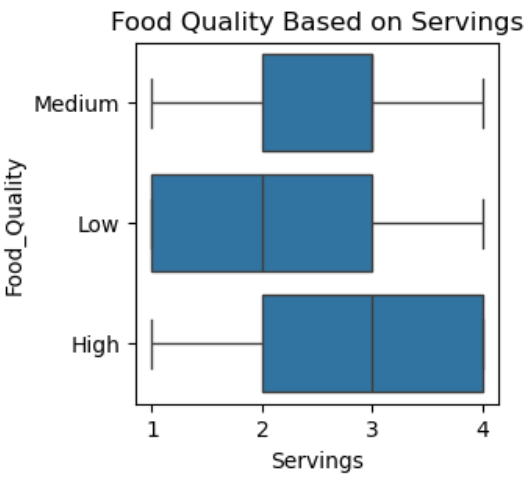 Food Quality Based on Servings
Medium
Low
High
Food_Quality
1 2 3 4
Servings